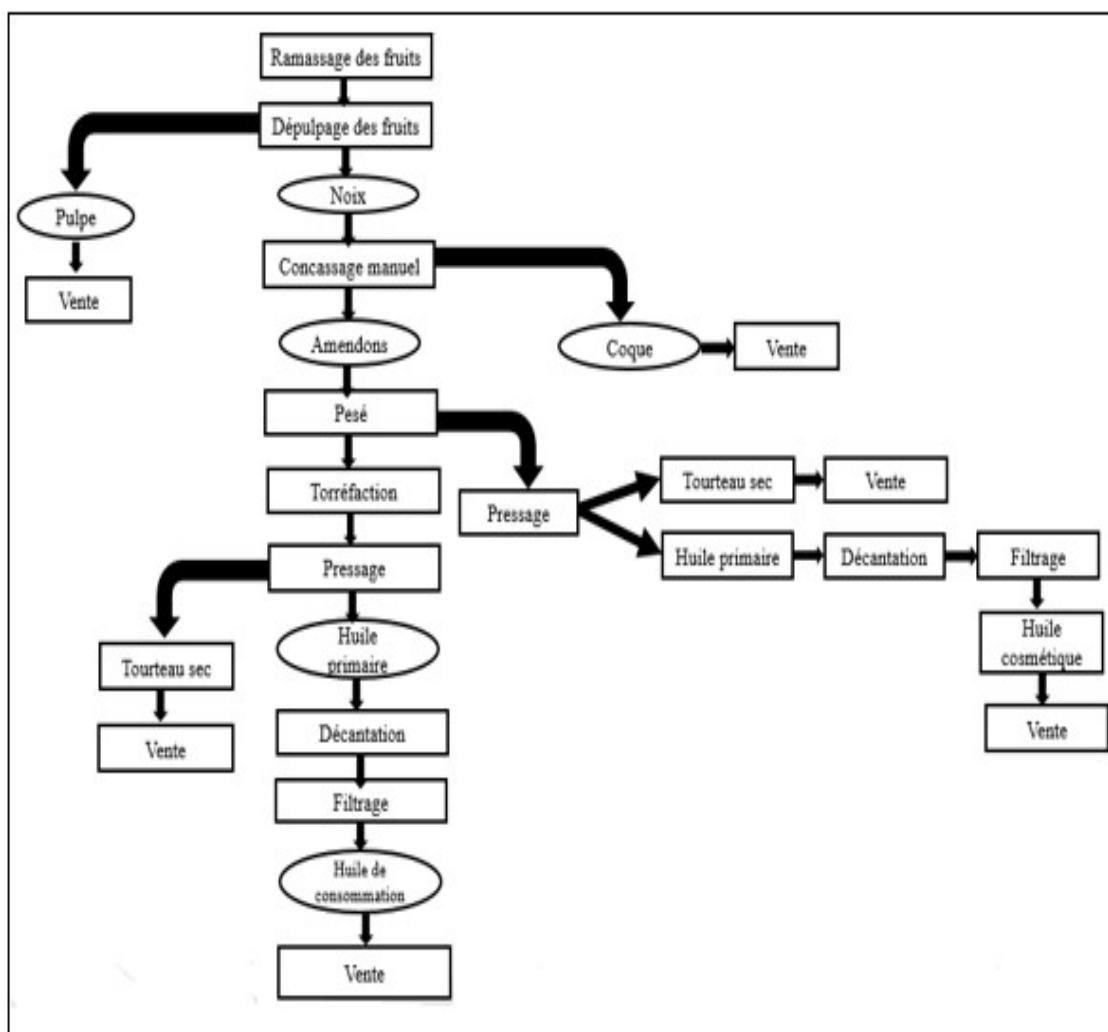 Ramassage des fruits
Dépulpage des fruits
Noix
Pulpe
Concassage manuel
Vente
Amendons
Coque
Vente
Pesé
Torréfaction
Pressage
Tourteau sec
Vente
Pressage
Huile primaire
Décantation
Filtrage
Huile
primaire
Huile
cosmétique
Tourteau sec
Vente
Décantation
Vente
Filtrage
Huile de
consommation
Vente